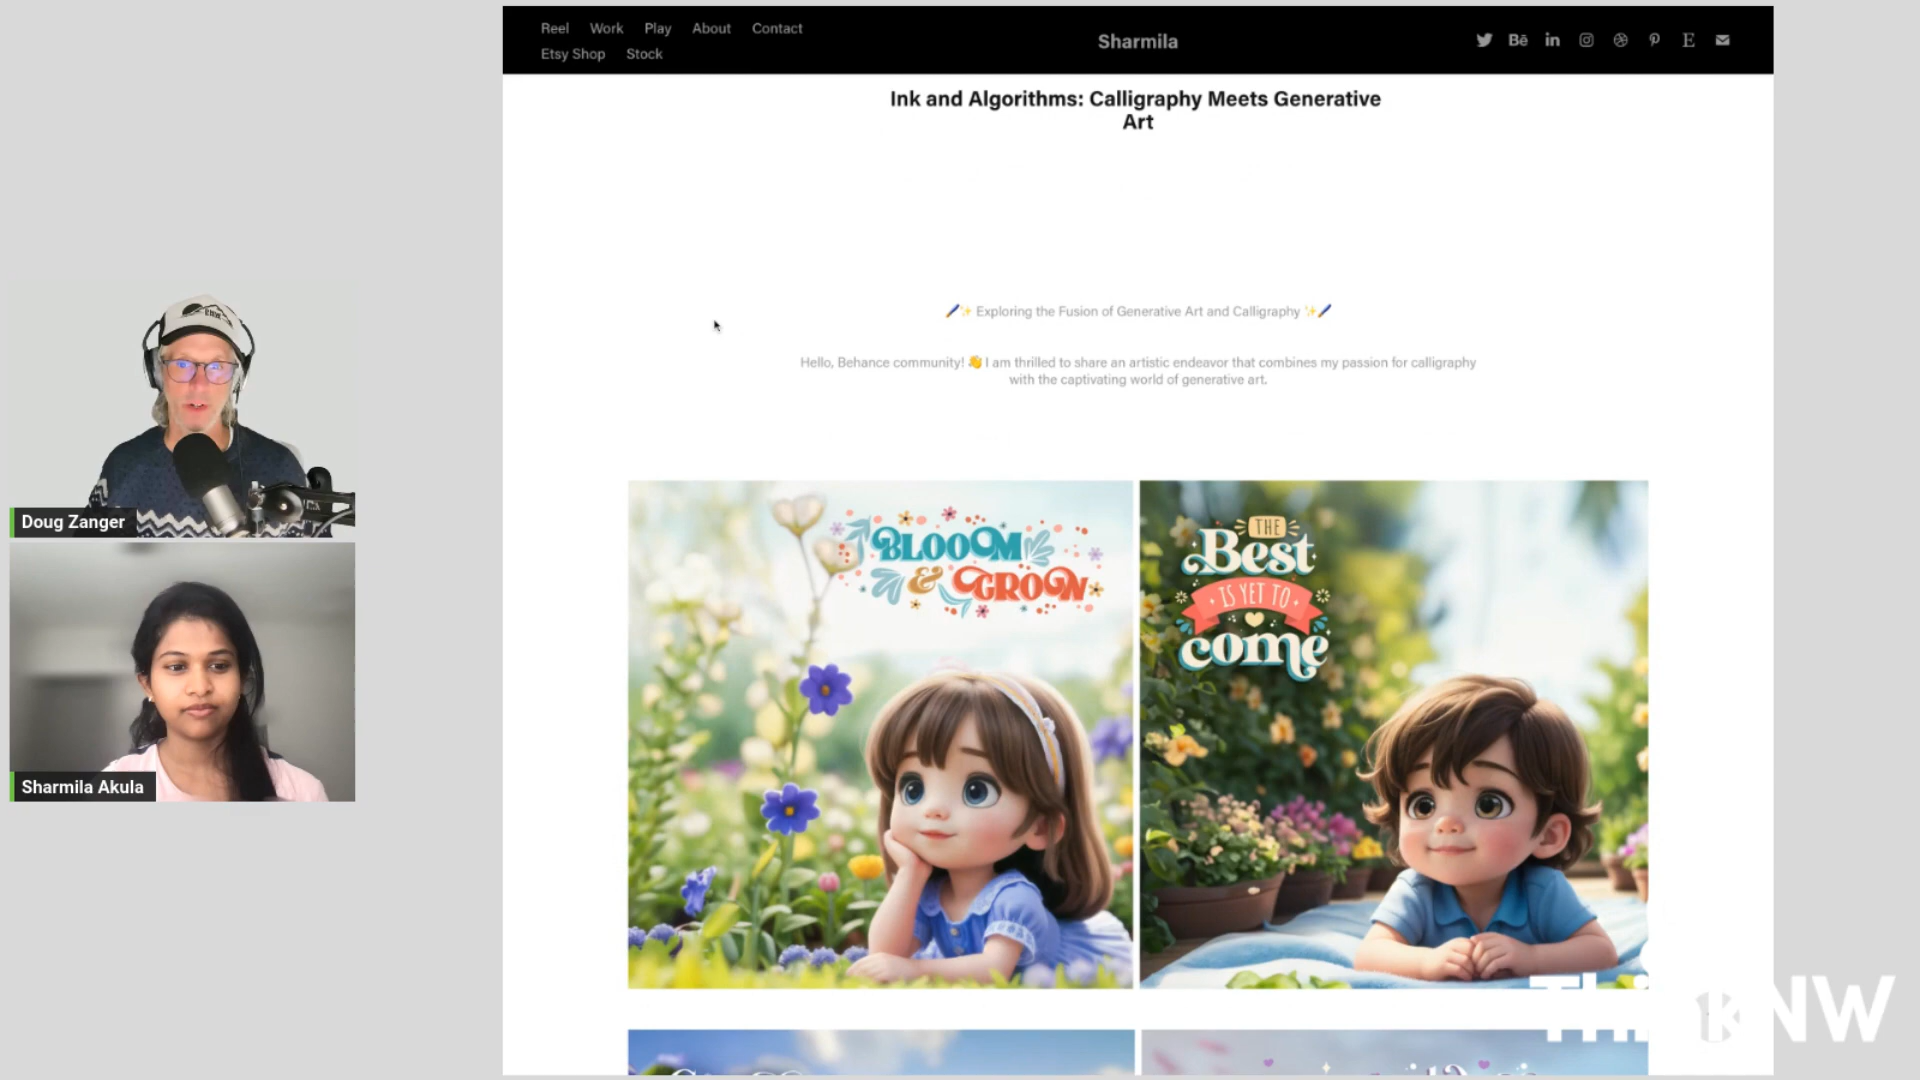 Reel Work Play About Contact
Etsy Shop Stock
Sharmila
Bē in E
Ink and Algorithms: Calligraphy Meets Generative
Art
Exploring the Fusion of Generative Art and Calligraphy
Hello, Behance community! 👋 I am thrilled to share an artistic endeavor that combines my passion for calligraphy
with the captivating world of generative art.
BLOOM
& GROW
THE
Best
IS YET TO
come
Doug Zanger
Sharmila Akula
ThinkNW